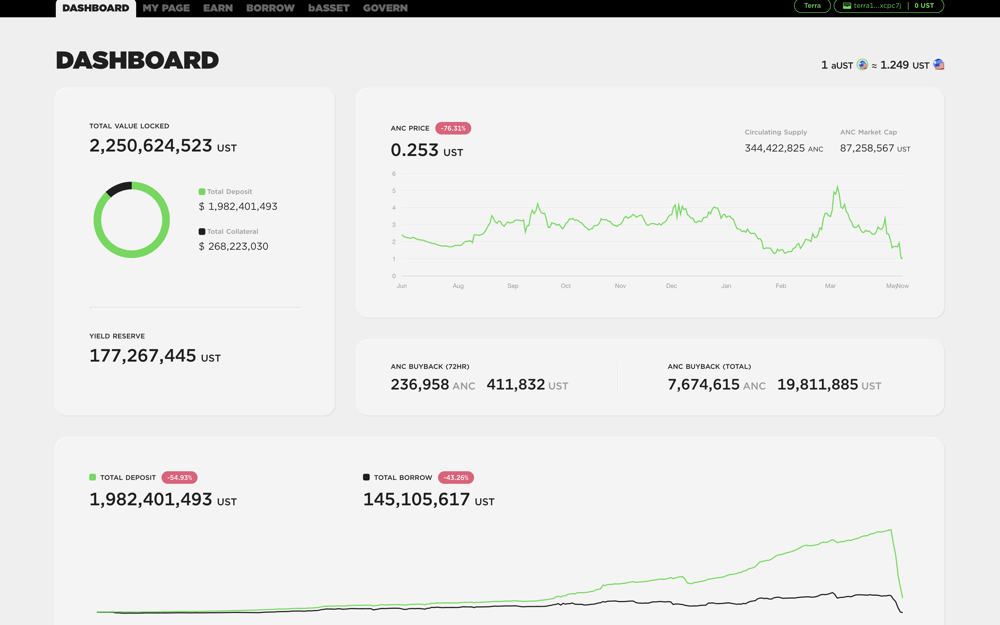 DASHBOARD MY PAGE EARN BORROW bASSET GOVERN
Terra terra1...xcpc7j 0 UST
DASHBOARD
1 aUST ≈ 1.249 UST
TOTAL VALUE LOCKED
2,250,624,523 UST
Total Deposit
$ 1,982,401,493
Total Collateral
$ 268,223,030
YIELD RESERVE
177,267,445 UST
ANC PRICE -76.31%
0.253 UST
Circulating Supply
344,422,825 ANC
ANC Market Cap
87,258,567 UST
6
5
4
3
2
1
0
Jun Aug Sep Oct Nov Dec Jan Feb Mar May Now
ANC BUYBACK (72HR)
236,958 ANC 411,832 UST
ANC BUYBACK (TOTAL)
7,674,615 ANC 19,811,885 UST
TOTAL DEPOSIT -54.93%
1,982,401,493 UST
TOTAL BORROW -43.26%
145,105,617 UST